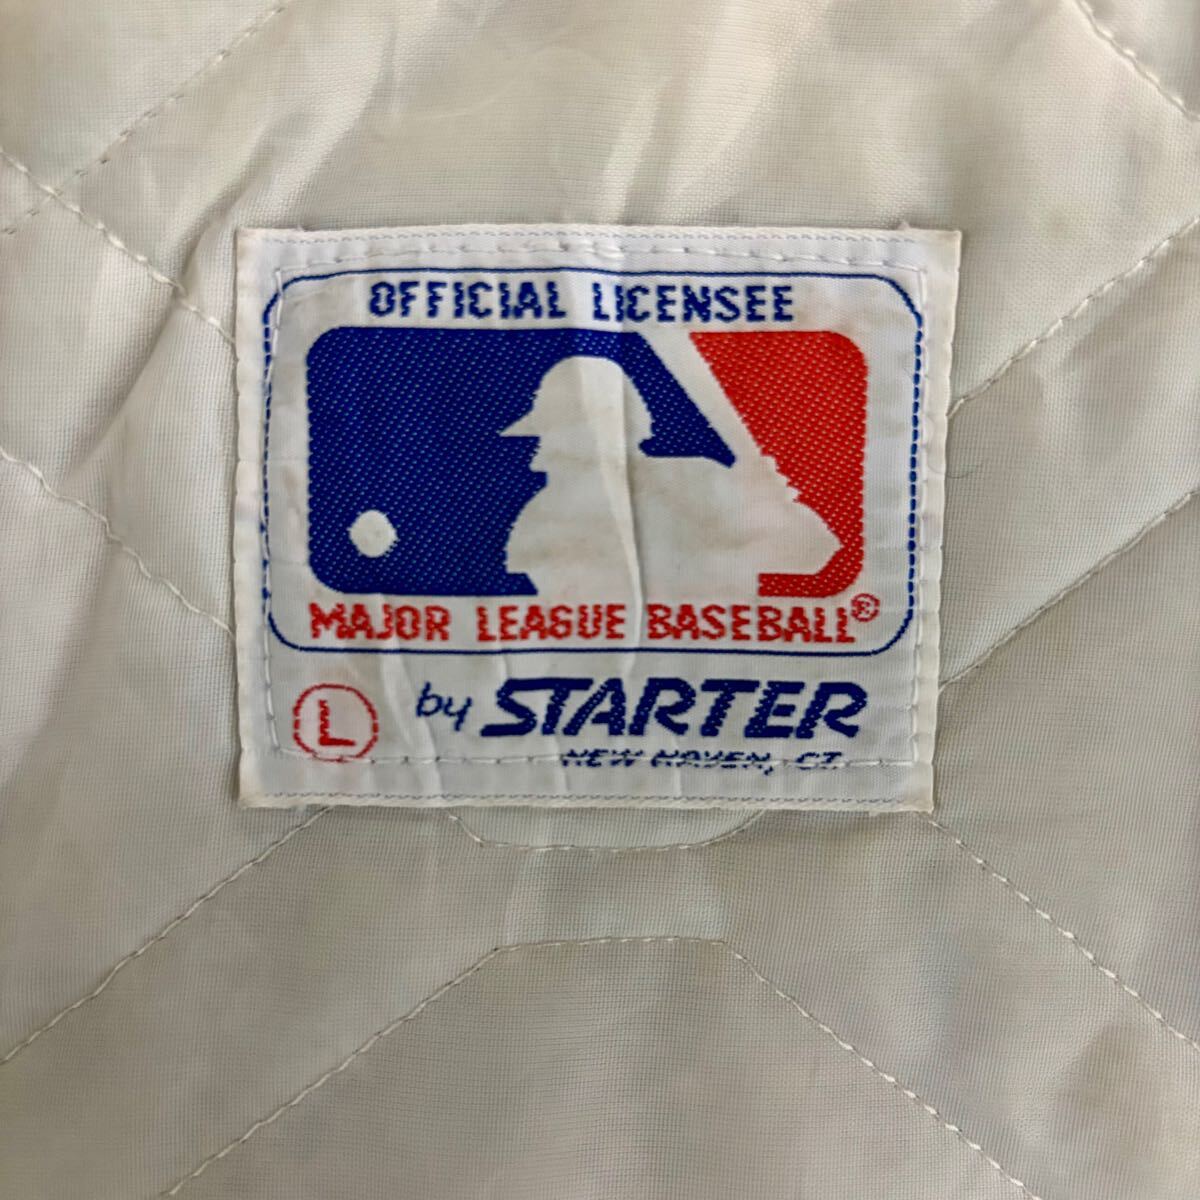 OFFICIAL LICENSEE
MAJOR LEAGUE BASEBALL®
L by STARTER
NEW HAVEN, CT.